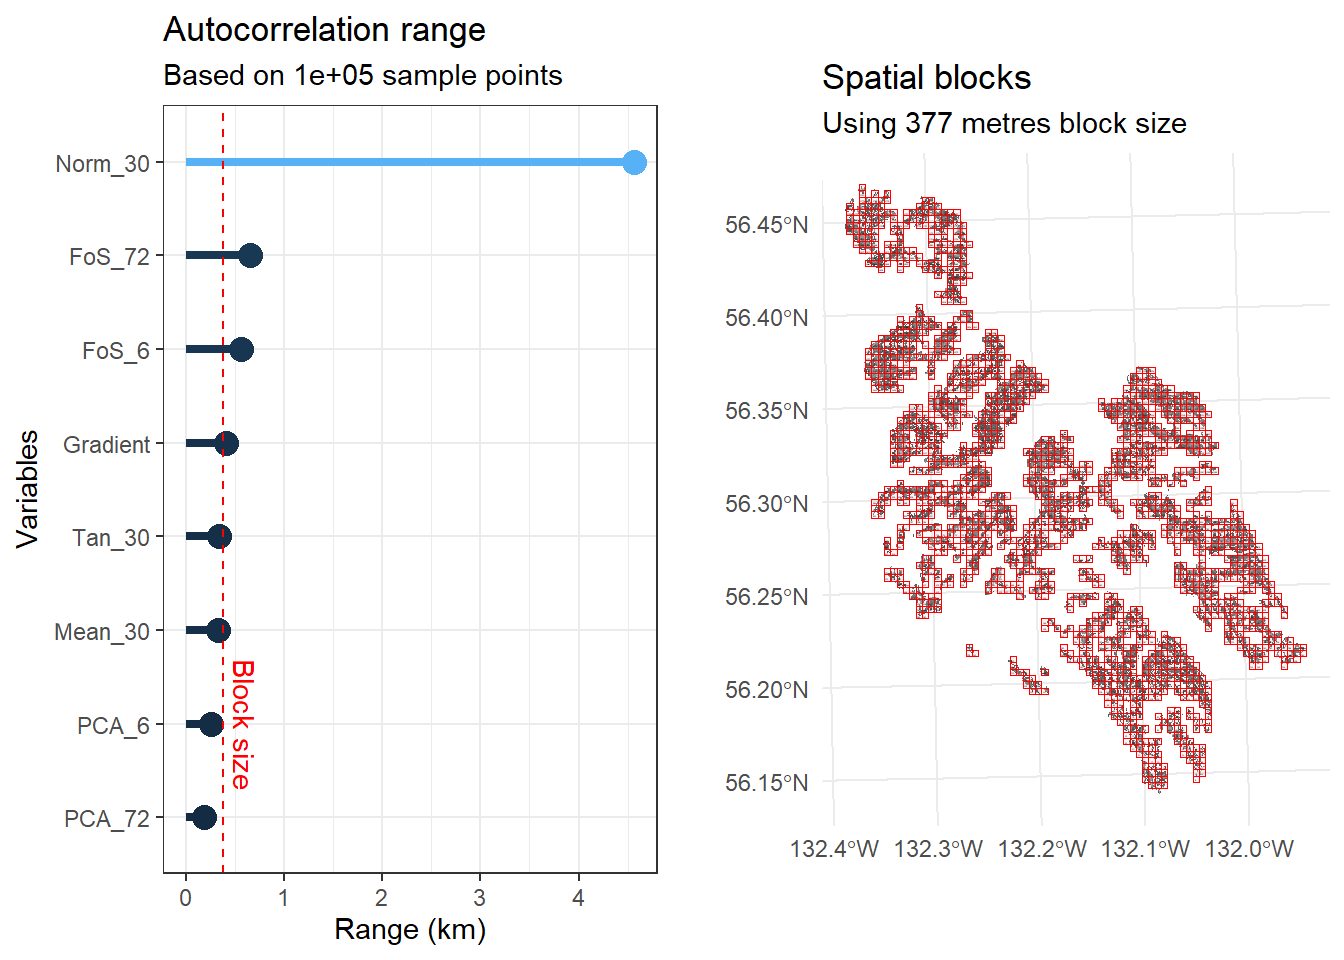 Autocorrelation range
Based on 1e+05 sample points
Variables
Norm_30
FoS_72
FoS_6
Gradient
Tan_30
Mean_30
PCA_6
PCA_72
Block size
0 1 2 3 4
Range (km)
Spatial blocks
Using 377 metres block size
56.45°N
56.40°N
56.35°N
56.30°N
56.25°N
56.20°N
56.15°N
132.4°W 132.3°W 132.2°W 132.1°W 132.0°W